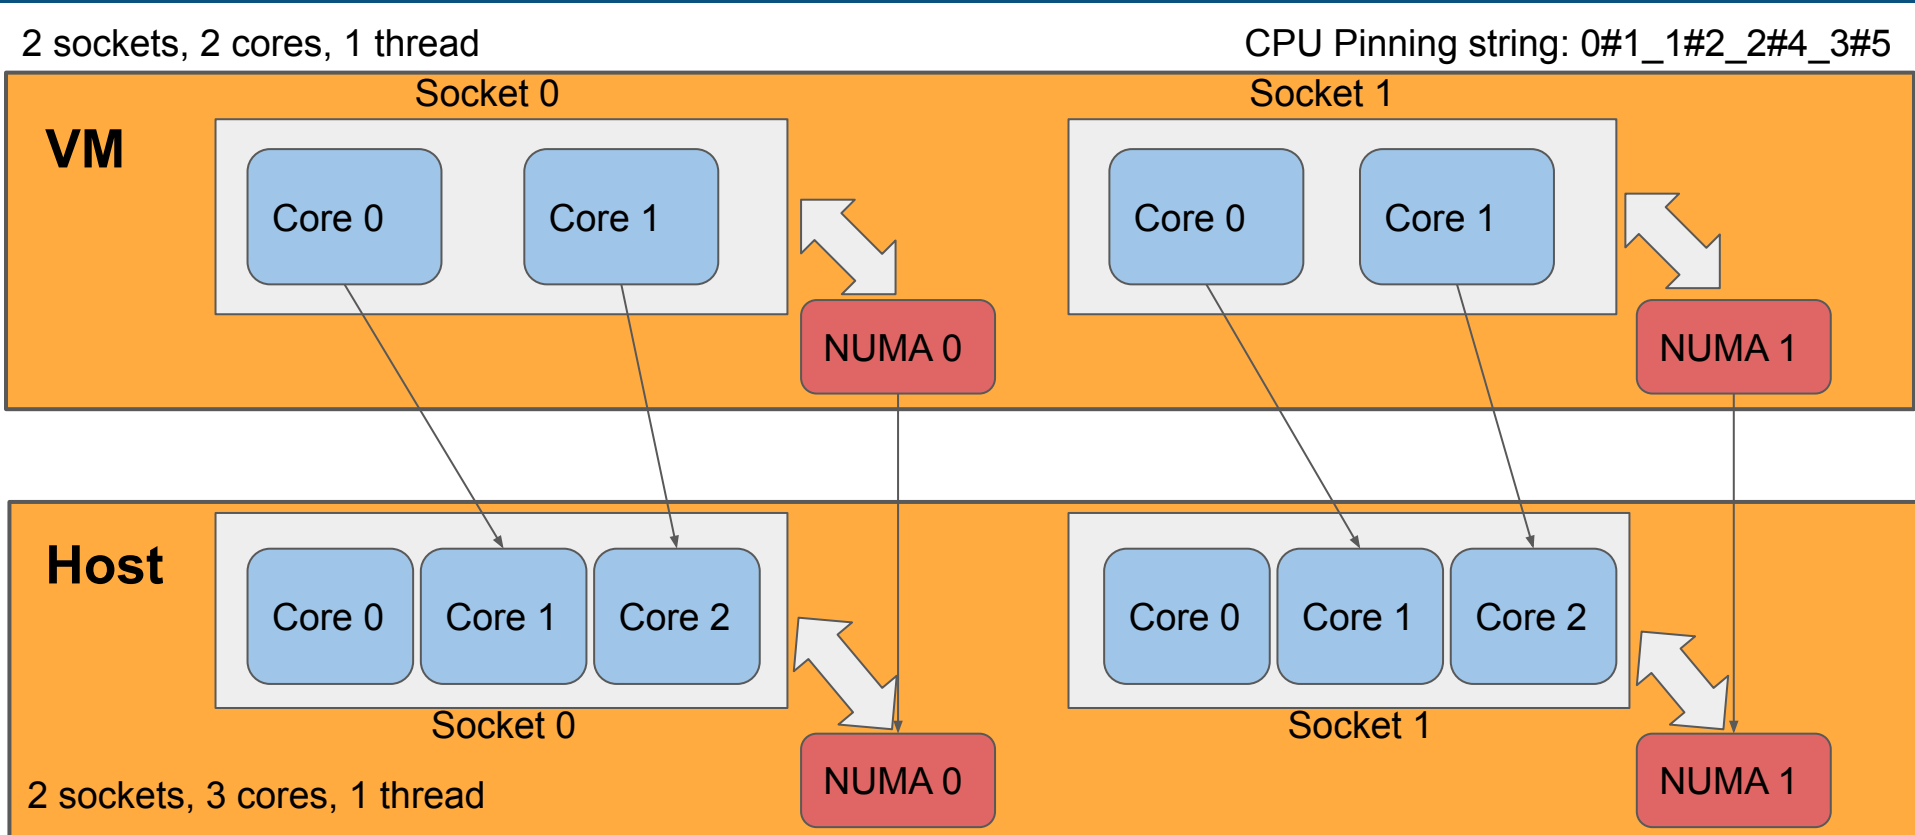 2 sockets, 2 cores, 1 thread
CPU Pinning string: 0#1_1#2_2#4_3#5
Socket 0
Socket 1
VM
Core 0
Core 1
Core 0
Core 1
NUMA 0
NUMA 1
Host
Core 0
Core 1
Core 2
Core 0
Core 1
Core 2
Socket 0
Socket 1
NUMA 0
NUMA 1
2 sockets, 3 cores, 1 thread